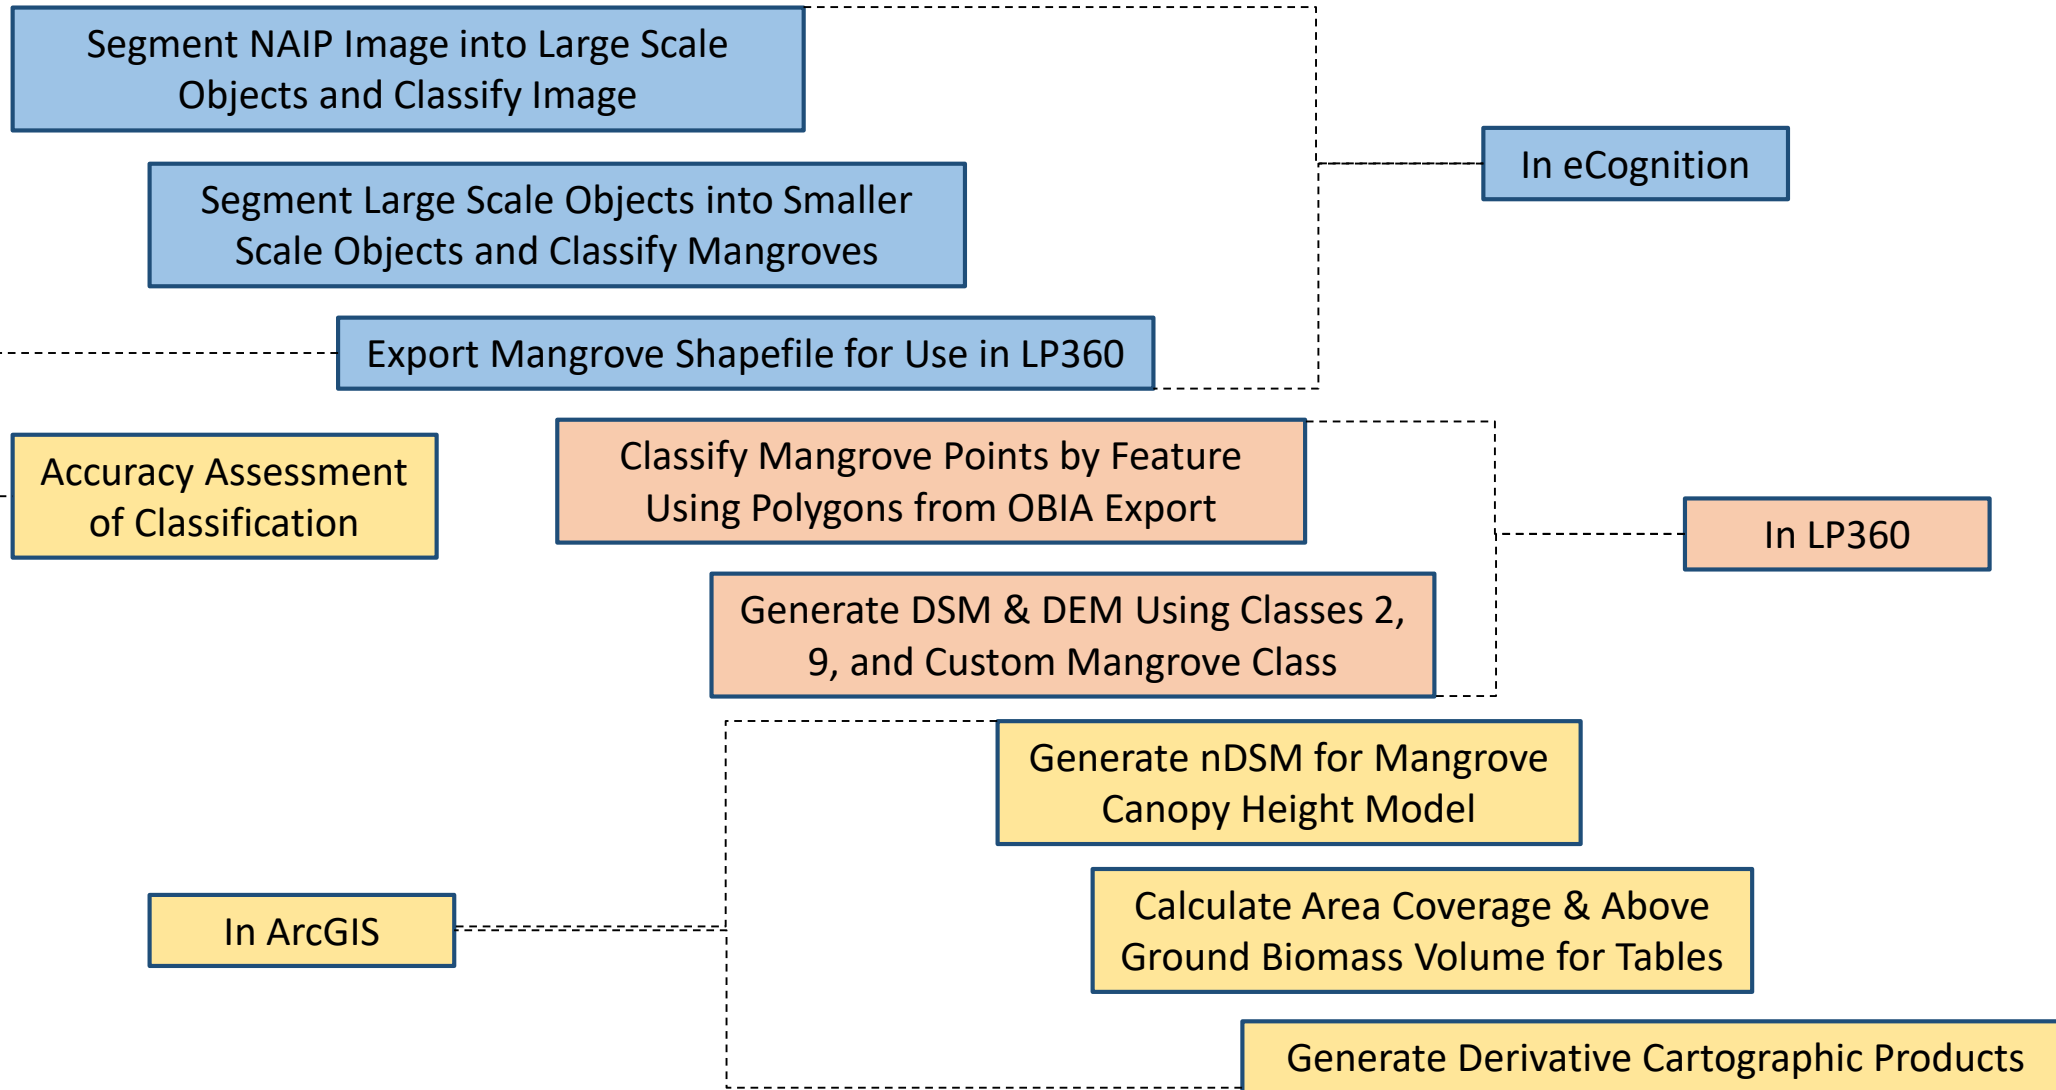 Segment NAIP Image into Large Scale
Objects and Classify Image
In eCognition
Segment Large Scale Objects into Smaller
Scale Objects and Classify Mangroves
Export Mangrove Shapefile for Use in LP360
Accuracy Assessment
of Classification
Classify Mangrove Points by Feature
Using Polygons from OBIA Export
In LP360
Generate DSM & DEM Using Classes 2,
9, and Custom Mangrove Class
Generate nDSM for Mangrove
Canopy Height Model
In ArcGIS
Calculate Area Coverage & Above
Ground Biomass Volume for Tables
Generate Derivative Cartographic Products